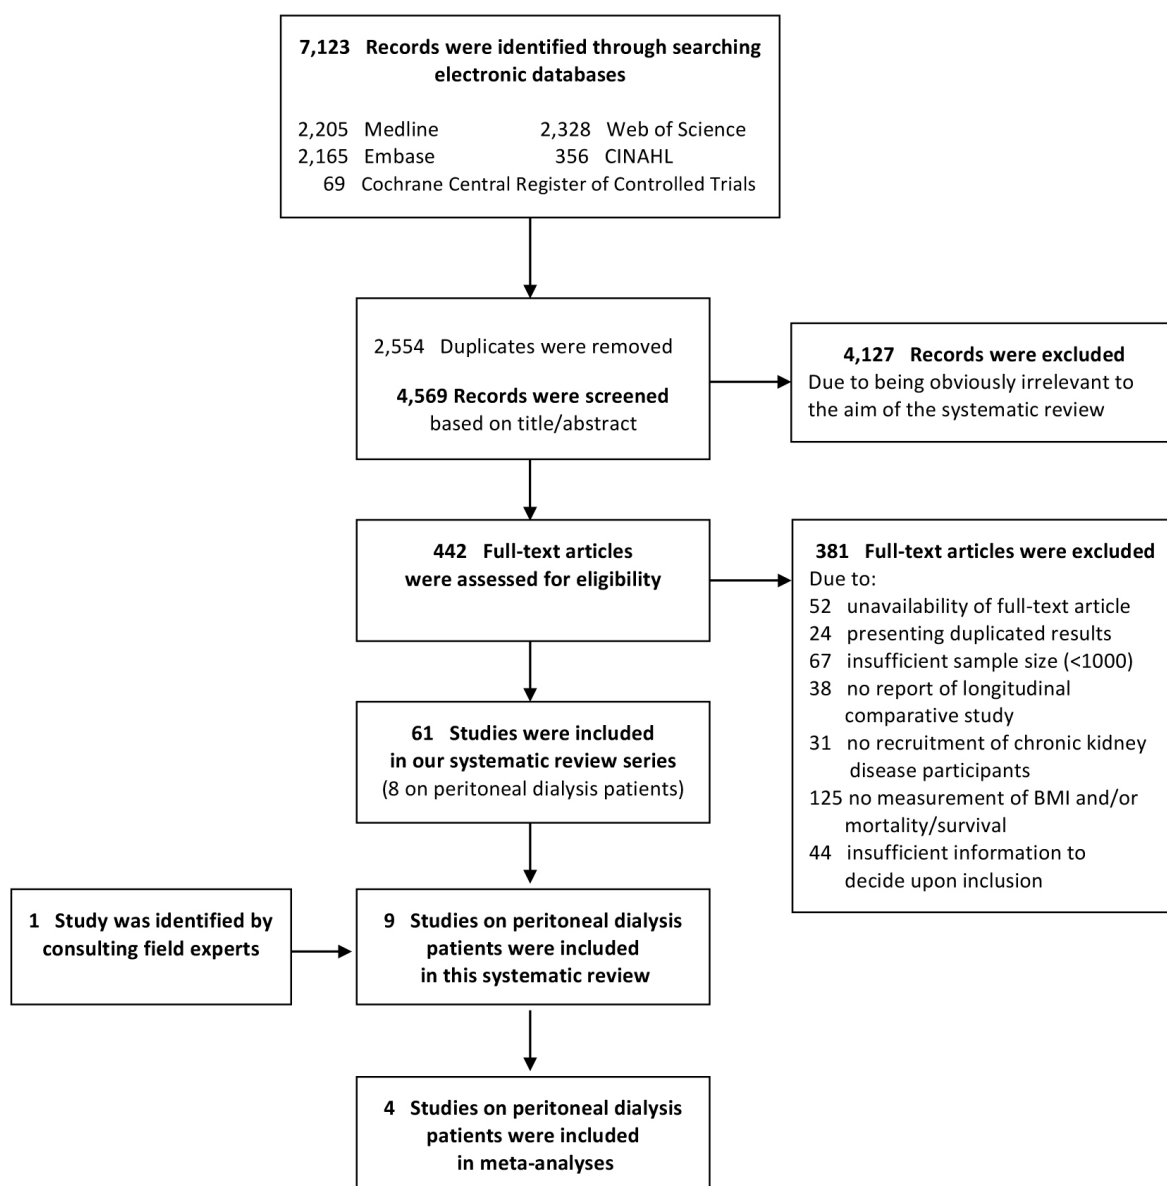 7,123 Records were identified through searching
electronic databases
2,205 Medline 2,328 Web of Science
2,165 Embase 356 CINAHL
69 Cochrane Central Register of Controlled Trials
2,554 Duplicates were removed
4,569 Records were screened
based on title/abstract
4,127 Records were excluded
Due to being obviously irrelevant to
the aim of the systematic review
442 Full-text articles
were assessed for eligibility
381 Full-text articles were excluded
Due to:
52 unavailability of full-text article
24 presenting duplicated results
67 insufficient sample size (<1000)
38 no report of longitudinal
comparative study
31 no recruitment of chronic kidney
disease participants
125 no measurement of BMI and/or
mortality/survival
44 insufficient information to
decide upon inclusion
61 Studies were included
in our systematic review series
(8 on peritoneal dialysis patients)
1 Study was identified by
consulting field experts
9 Studies on peritoneal dialysis
patients were included
in this systematic review
4 Studies on peritoneal dialysis
patients were included
in meta-analyses